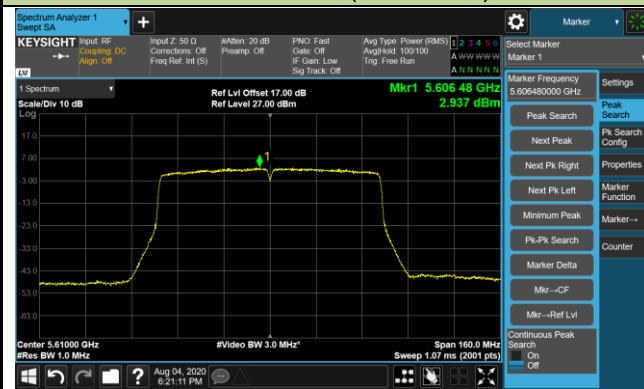 Spectrum Analyzer 1
Swept SA
Marker
KEYSIGHT Input: RF
Coupling: DC
Align: Off
Input Z: 50 Ω
Corrections: Off
Freq Ref: Int (S)
#Atten: 20 dB
Preamp: Off
PNO: Fast
Gate: Off
IF Gain: Low
Sig Track: Off
Avg Type: Power (RMS)
Avg|Hold: 100/100
Trig: Free Run
1 2 3 4 5 6
A W W W W W
A N N N N N
LXI
Select Marker
Marker 1
1 Spectrum
Scale/Div 10 dB
Log
Ref Lvl Offset 17.00 dB
Ref Level 27.00 dBm
Mkr1 5.606 48 GHz
2.937 dBm
17.0
7.00
-3.00
-13.0
-23.0
-33.0
-43.0
-53.0
-63.0
1
Center 5.61000 GHz
#Res BW 1.0 MHz
#Video BW 3.0 MHz*
Span 160.0 MHz
Sweep 1.07 ms (2001 pts)
Marker Frequency
5.606480000 GHz
Peak Search
Next Peak
Next Pk Right
Next Pk Left
Minimum Peak
Pk-Pk Search
Marker Delta
Mkr→CF
Mkr→Ref Lvl
Continuous Peak
Search
On
Off
Settings
Peak
Search
Pk Search
Config
Properties
Marker
Function
Marker→
Counter
Aug 04, 2020
6:21:11 PM